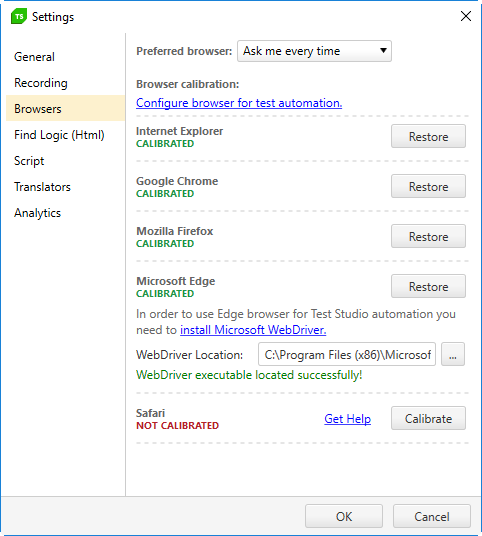 TS Settings
General
Recording
Browsers
Find Logic (Html)
Script
Translators
Analytics
Preferred browser: Ask me every time
Browser calibration:
Configure browser for test automation.
Internet Explorer
CALIBRATED
Restore
Google Chrome
CALIBRATED
Restore
Mozilla Firefox
CALIBRATED
Restore
Microsoft Edge
CALIBRATED
Restore
In order to use Edge browser for Test Studio automation you
need to install Microsoft WebDriver.
WebDriver Location: C:\Program Files (x86)\Microsof ...
WebDriver executable located successfully!
Safari
NOT CALIBRATED
Get Help Calibrate
OK Cancel